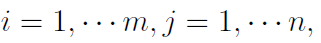 i = 1, ⋯ m, j = 1, ⋯ n,